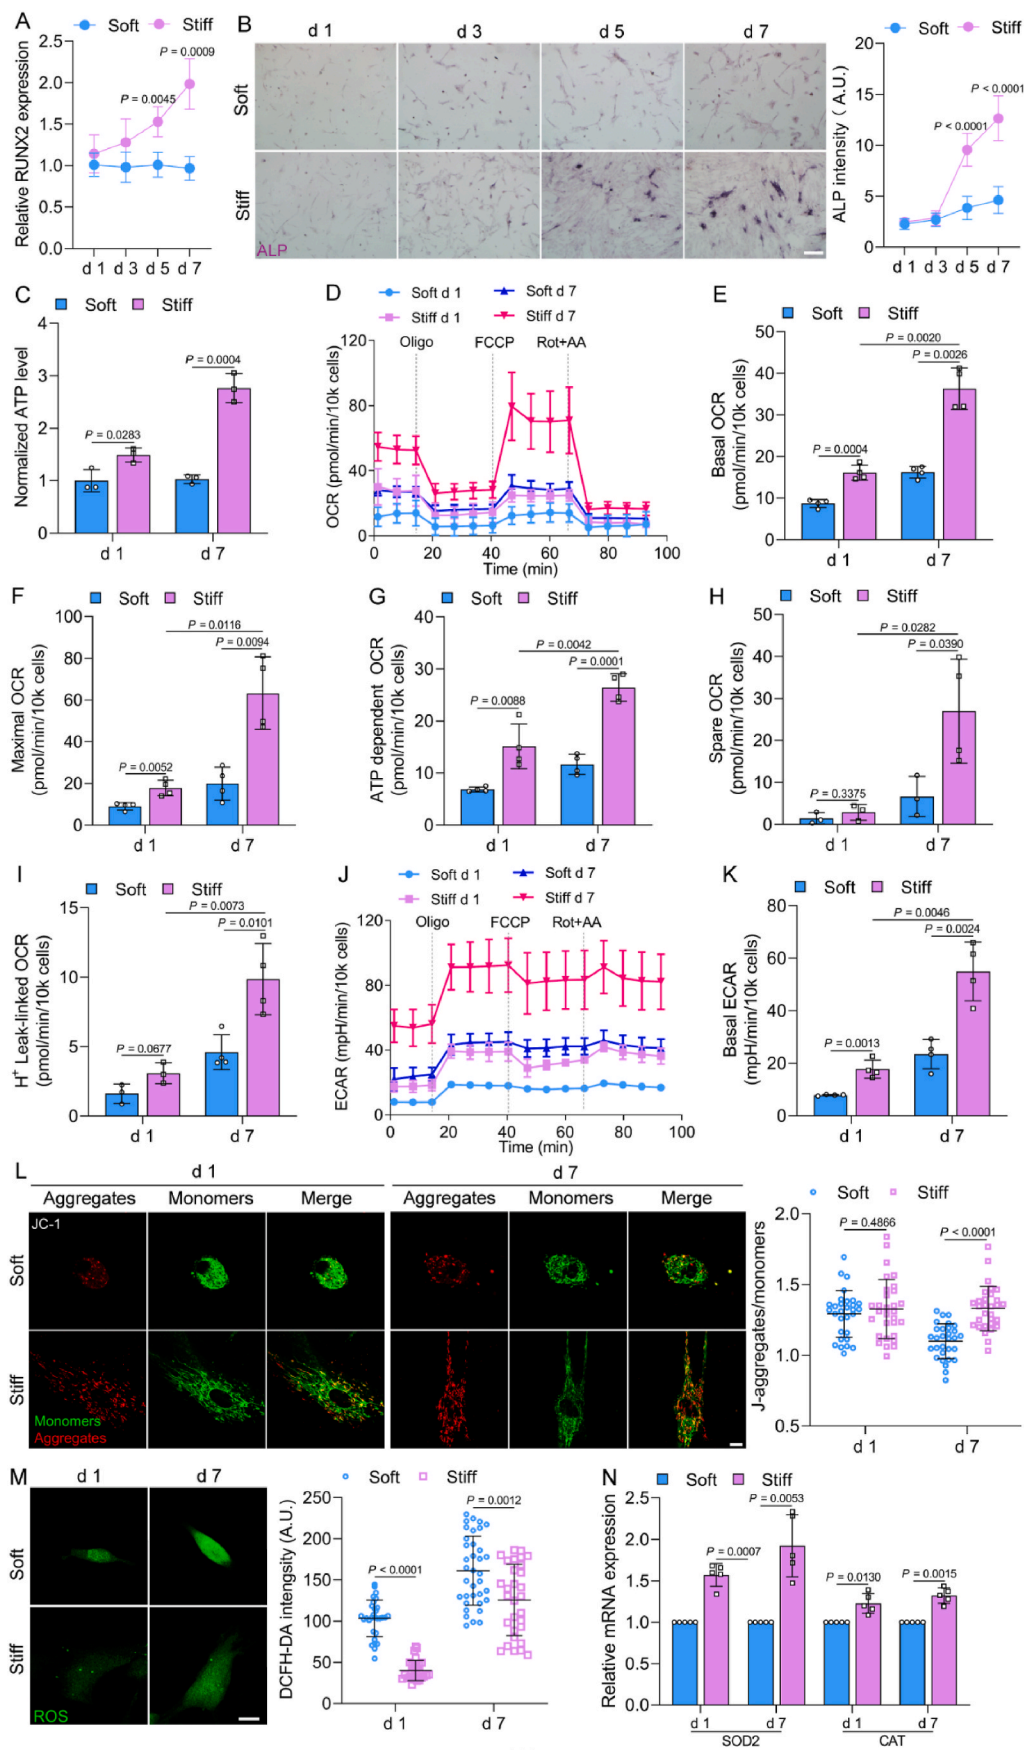 A
Soft Stiff
Relative RUNX2 expression
2.5
2.0
1.5
1.0
0.5
0.0
P = 0.0009
P = 0.0045
d 1 d 3 d 5 d 7
B
d 1 d 3 d 5 d 7
Soft
Stiff
ALP
Soft Stiff
ALP intensity ( A.U.)
20
15
10
5
0
P < 0.0001
P < 0.0001
d 1 d 3 d 5 d 7
C
Soft Stiff
Normalized ATP level
4
3
2
1
0
P = 0.0004
P = 0.0283
d 1 d 7
D
Soft d 1 Soft d 7
Stiff d 1 Stiff d 7
OCR (pmol/min/10k cells)
120
80
40
0
Oligo FCCP Rot+AA
0 20 40 60 80 100
Time (min)
E
Soft Stiff
Basal OCR
(pmol/min/10k cells)
50
40
30
20
10
0
P = 0.0020
P = 0.0026
P = 0.0004
d 1 d 7
F
Soft Stiff
Maximal OCR
(pmol/min/10k cells)
100
80
60
40
20
0
P = 0.0116
P = 0.0094
P = 0.0052
d 1 d 7
G
Soft Stiff
ATP dependent OCR
(pmol/min/10k cells)
40
30
20
10
0
P = 0.0042
P = 0.0001
P = 0.0088
d 1 d 7
H
Soft Stiff
Spare OCR
(pmol/min/10k cells)
50
40
30
20
10
0
P = 0.0282
P = 0.0390
P = 0.3375
d 1 d 7
I
Soft Stiff
H+ Leak-linked OCR
(pmol/min/10k cells)
15
10
5
0
P = 0.0073
P = 0.0101
P = 0.0677
d 1 d 7
J
Soft d 1 Soft d 7
Stiff d 1 Stiff d 7
ECAR (mpH/min/10k cells)
120
80
40
0
Oligo FCCP Rot+AA
0 20 40 60 80 100
Time (min)
K
Soft Stiff
Basal ECAR
(mpH/min/10k cells)
80
60
40
20
0
P = 0.0046
P = 0.0024
P = 0.0013
d 1 d 7
L
d 1 d 7
Aggregates Monomers Merge Aggregates Monomers Merge
JC-1
Soft
Stiff
Monomers
Aggregates
Soft Stiff
J-aggregates/monomers
2.0
1.5
1.0
0.5
P = 0.4866
P < 0.0001
d 1 d 7
M
d 1 d 7
Soft
Stiff
ROS
Soft Stiff
DCFH-DA intengsity (A.U.)
250
200
150
100
50
0
P = 0.0012
P < 0.0001
d 1 d 7
N
Soft Stiff
Relative mRNA expression
2.5
2.0
1.5
1.0
0.5
0.0
P = 0.0053
P = 0.0007
P = 0.0130
P = 0.0015
d 1 d 7 d 1 d 7
SOD2 CAT